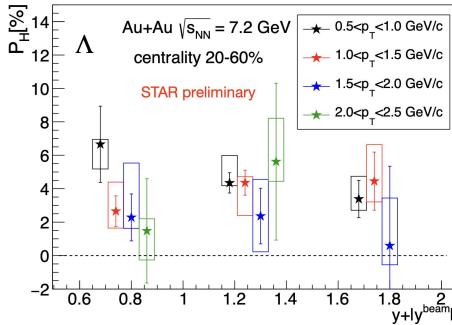 P_H[%]
14
12
10
8
6
4
2
0
−2
Λ
Au+Au √s_NN = 7.2 GeV
centrality 20-60%
STAR preliminary
0.5<p_T<1.0 GeV/c
1.0<p_T<1.5 GeV/c
1.5<p_T<2.0 GeV/c
2.0<p_T<2.5 GeV/c
0.6 0.8 1 1.2 1.4 1.6 1.8 2
y+|y^beam|